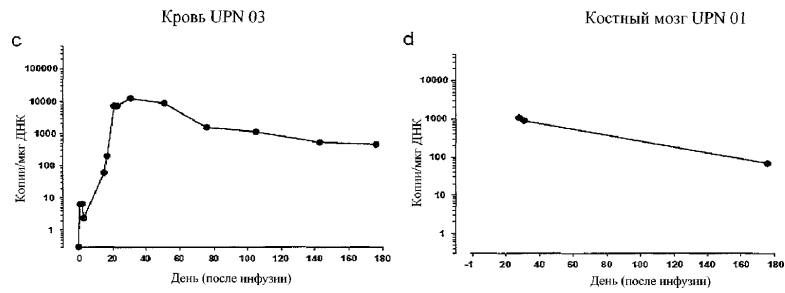 Кровь UPN 03
c
Копии/мкг ДНК
100000
10000
1000
100
10
1
0 20 40 60 80 100 120 140 160 180
День (после инфузии)
Костный мозг UPN 01
d
Копии/мкг ДНК
10000
1000
100
10
1
-1 20 40 60 80 100 120 140 160 180
День (после инфузии)